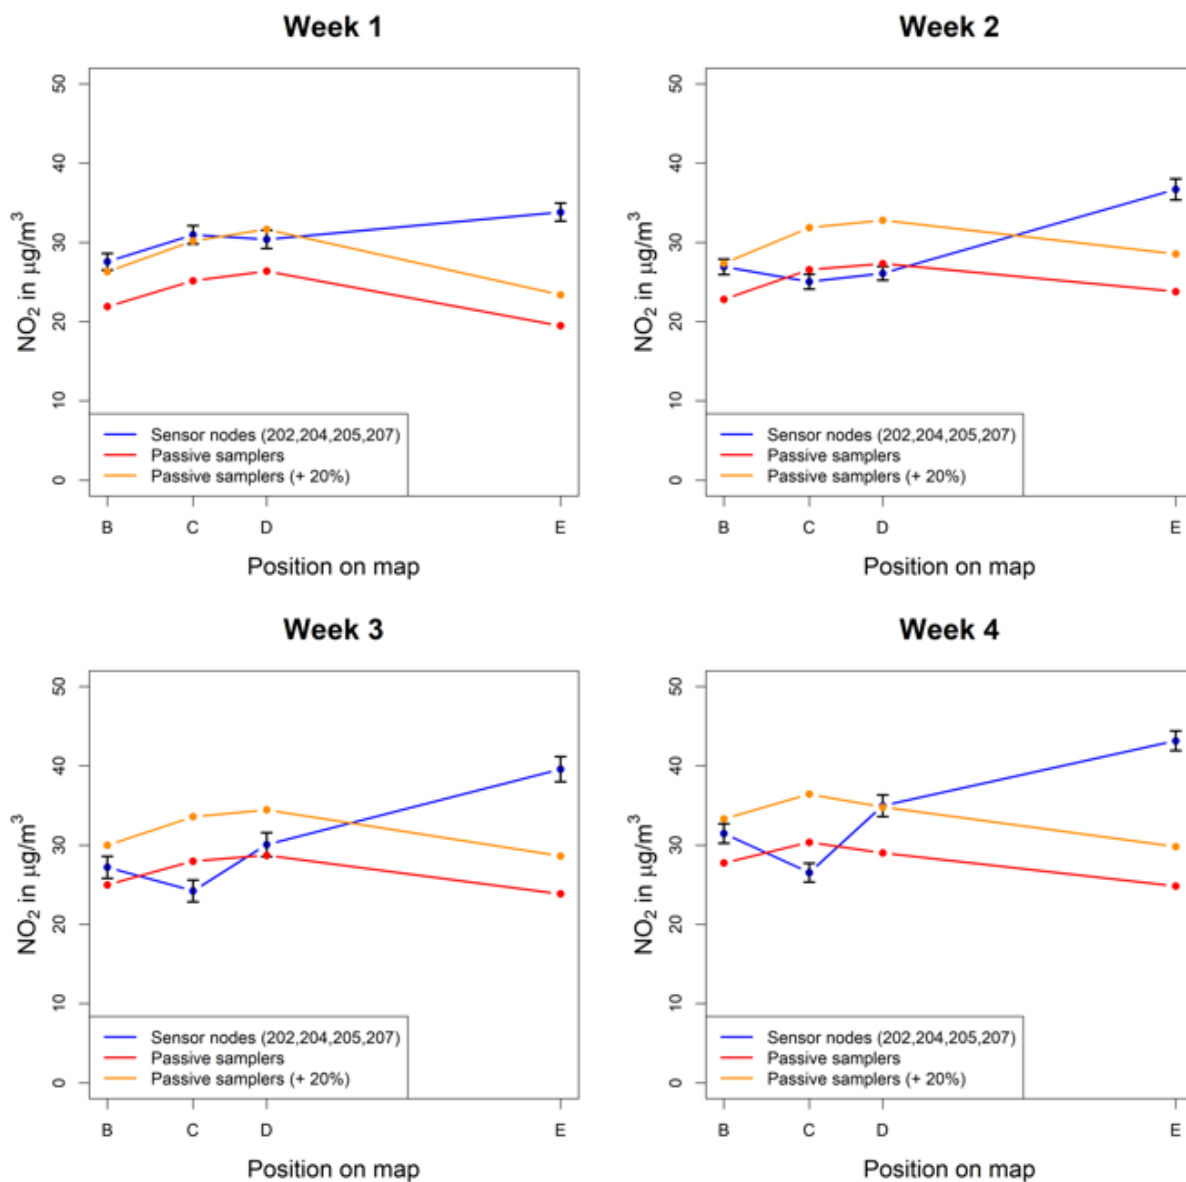 Week 1
NO₂ in µg/m³
50
40
30
20
10
0
Sensor nodes (202,204,205,207)
Passive samplers
Passive samplers (+ 20%)
B C D E
Position on map
Week 2
NO₂ in µg/m³
50
40
30
20
10
0
Sensor nodes (202,204,205,207)
Passive samplers
Passive samplers (+ 20%)
B C D E
Position on map
Week 3
NO₂ in µg/m³
50
40
30
20
10
0
Sensor nodes (202,204,205,207)
Passive samplers
Passive samplers (+ 20%)
B C D E
Position on map
Week 4
NO₂ in µg/m³
50
40
30
20
10
0
Sensor nodes (202,204,205,207)
Passive samplers
Passive samplers (+ 20%)
B C D E
Position on map